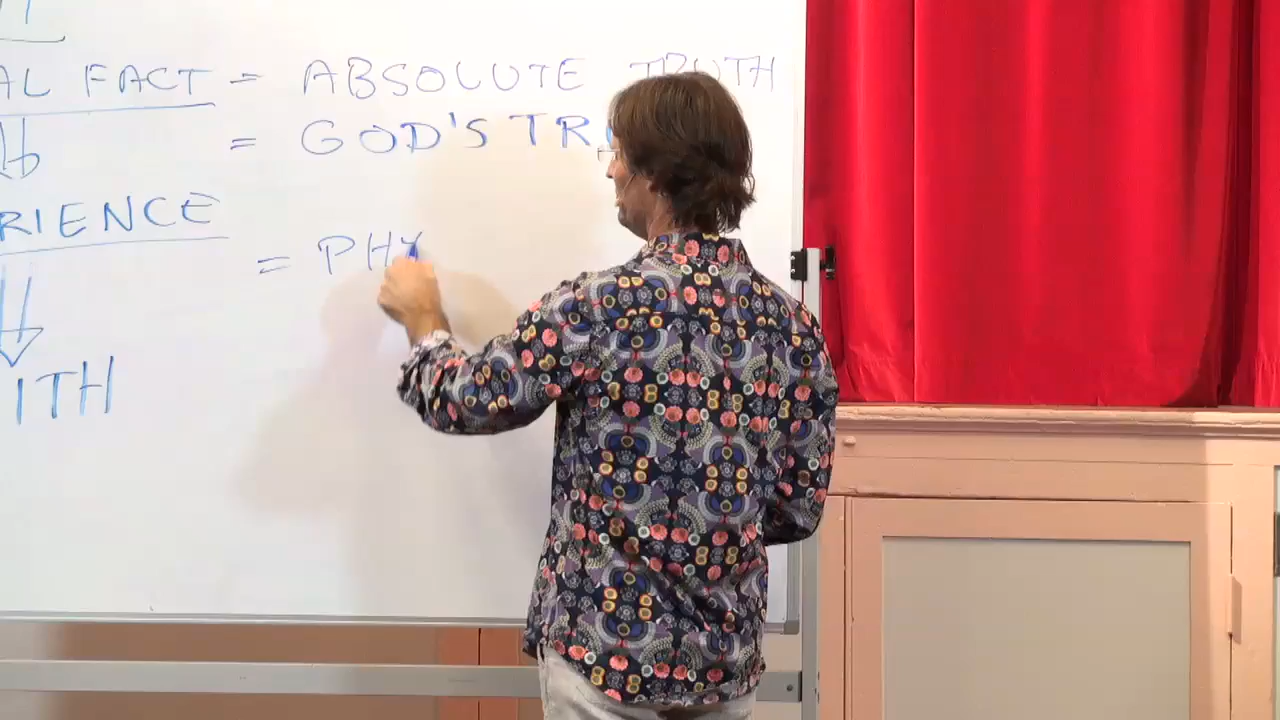 AL FACT = ABSOLUTE TRUTH
= GOD'S TR
RIENCE
= PHY
ITH